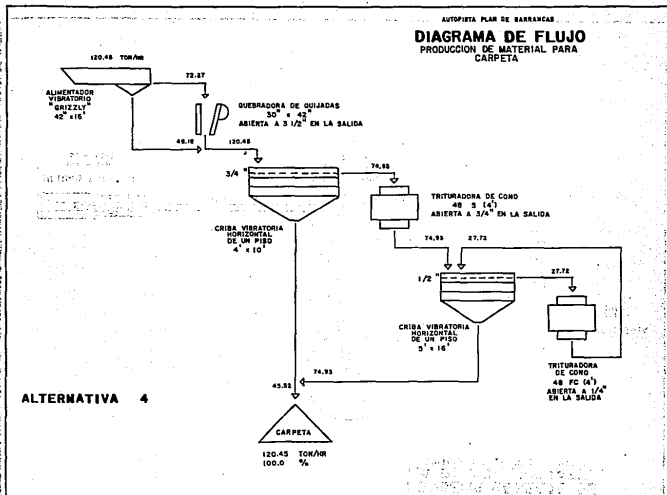 AUTOPISTA PLAN DE BARRANCAS
DIAGRAMA DE FLUJO
PRODUCCION DE MATERIAL PARA
CARPETA
120.45 TON/HR
72.27
ALIMENTADOR
VIBRATORIO
"GRIZZLY"
42" x 16'
QUEBRADORA DE QUIJADAS
30" x 42"
ABIERTA A 3 1/2" EN LA SALIDA
48.18
120.45
3/4"
74.93
TRITURADORA DE CONO
48 S (4')
ABIERTA A 3/4" EN LA SALIDA
CRIBA VIBRATORIA
HORIZONTAL
DE UN PISO
4' x 10'
74.93
27.72
1/2"
27.72
CRIBA VIBRATORIA
HORIZONTAL
DE UN PISO
5' x 16'
TRITURADORA
DE CONO
48 FC (4')
ABIERTA A 1/4"
EN LA SALIDA
74.93
45.52
ALTERNATIVA 4
CARPETA
120.45 TON/HR
100.0 %